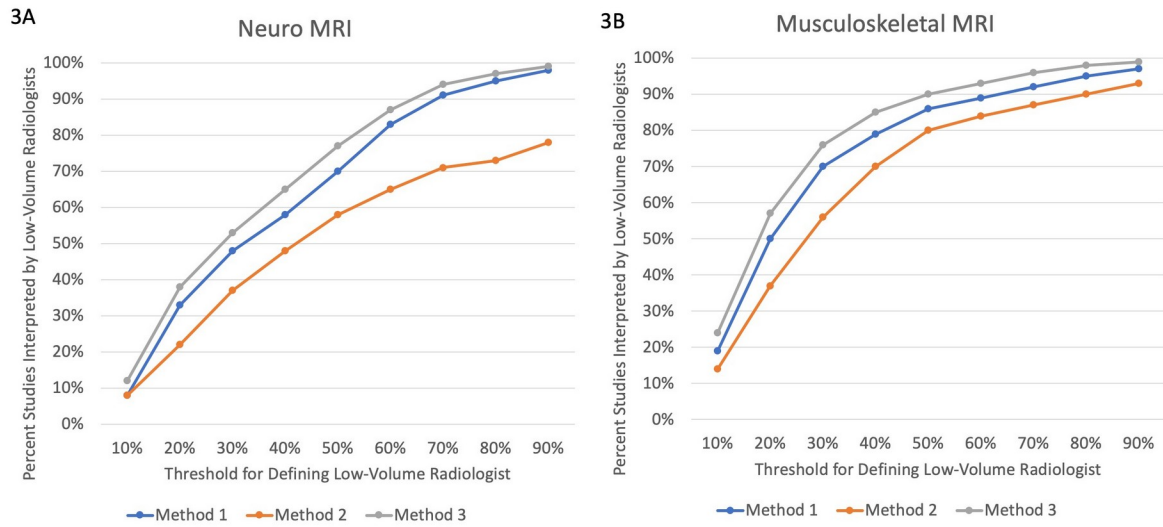 3A
Neuro MRI
Percent Studies Interpreted by Low-Volume Radiologists
100%
90%
80%
70%
60%
50%
40%
30%
20%
10%
0%
10% 20% 30% 40% 50% 60% 70% 80% 90%
Threshold for Defining Low-Volume Radiologist
Method 1 Method 2 Method 3
3B
Musculoskeletal MRI
Percent Studies Interpreted by Low-Volume Radiologists
100%
90%
80%
70%
60%
50%
40%
30%
20%
10%
0%
10% 20% 30% 40% 50% 60% 70% 80% 90%
Threshold for Defining Low-Volume Radiologist
Method 1 Method 2 Method 3